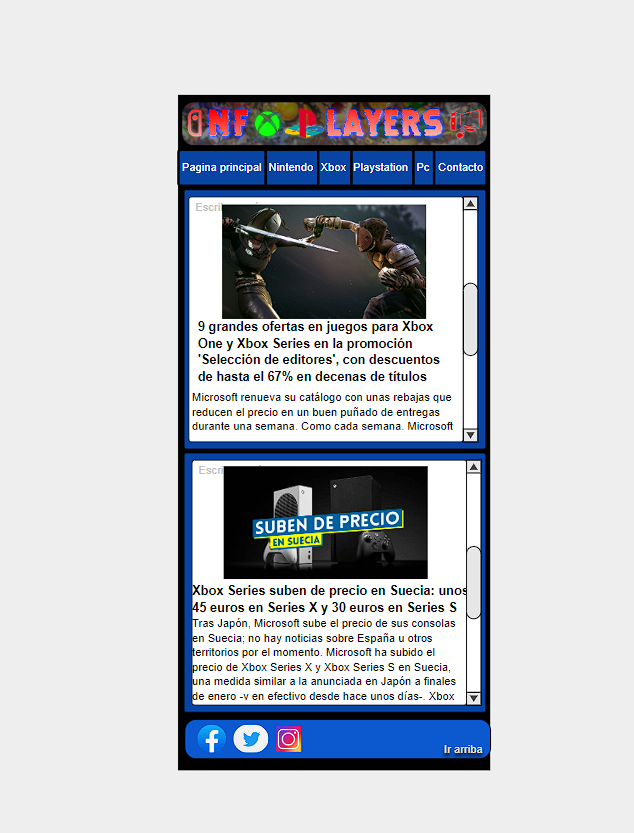 INFOPLAYERS
Pagina principal Nintendo Xbox Playstation Pc Contacto
9 grandes ofertas en juegos para Xbox
One y Xbox Series en la promoción
'Selección de editores', con descuentos
de hasta el 67% en decenas de títulos
Microsoft renueva su catálogo con unas rebajas que
reducen el precio en un buen puñado de entregas
durante una semana. Como cada semana, Microsoft
SUBEN DE PRECIO
EN SUECIA
Xbox Series suben de precio en Suecia: unos
45 euros en Series X y 30 euros en Series S
Tras Japón, Microsoft sube el precio de sus consolas
en Suecia; no hay noticias sobre España u otros
territorios por el momento. Microsoft ha subido el
precio de Xbox Series X y Xbox Series S en Suecia,
una medida similar a la anunciada en Japón a finales
de enero -y en efectivo desde hace unos días-. Xbox
Ir arriba